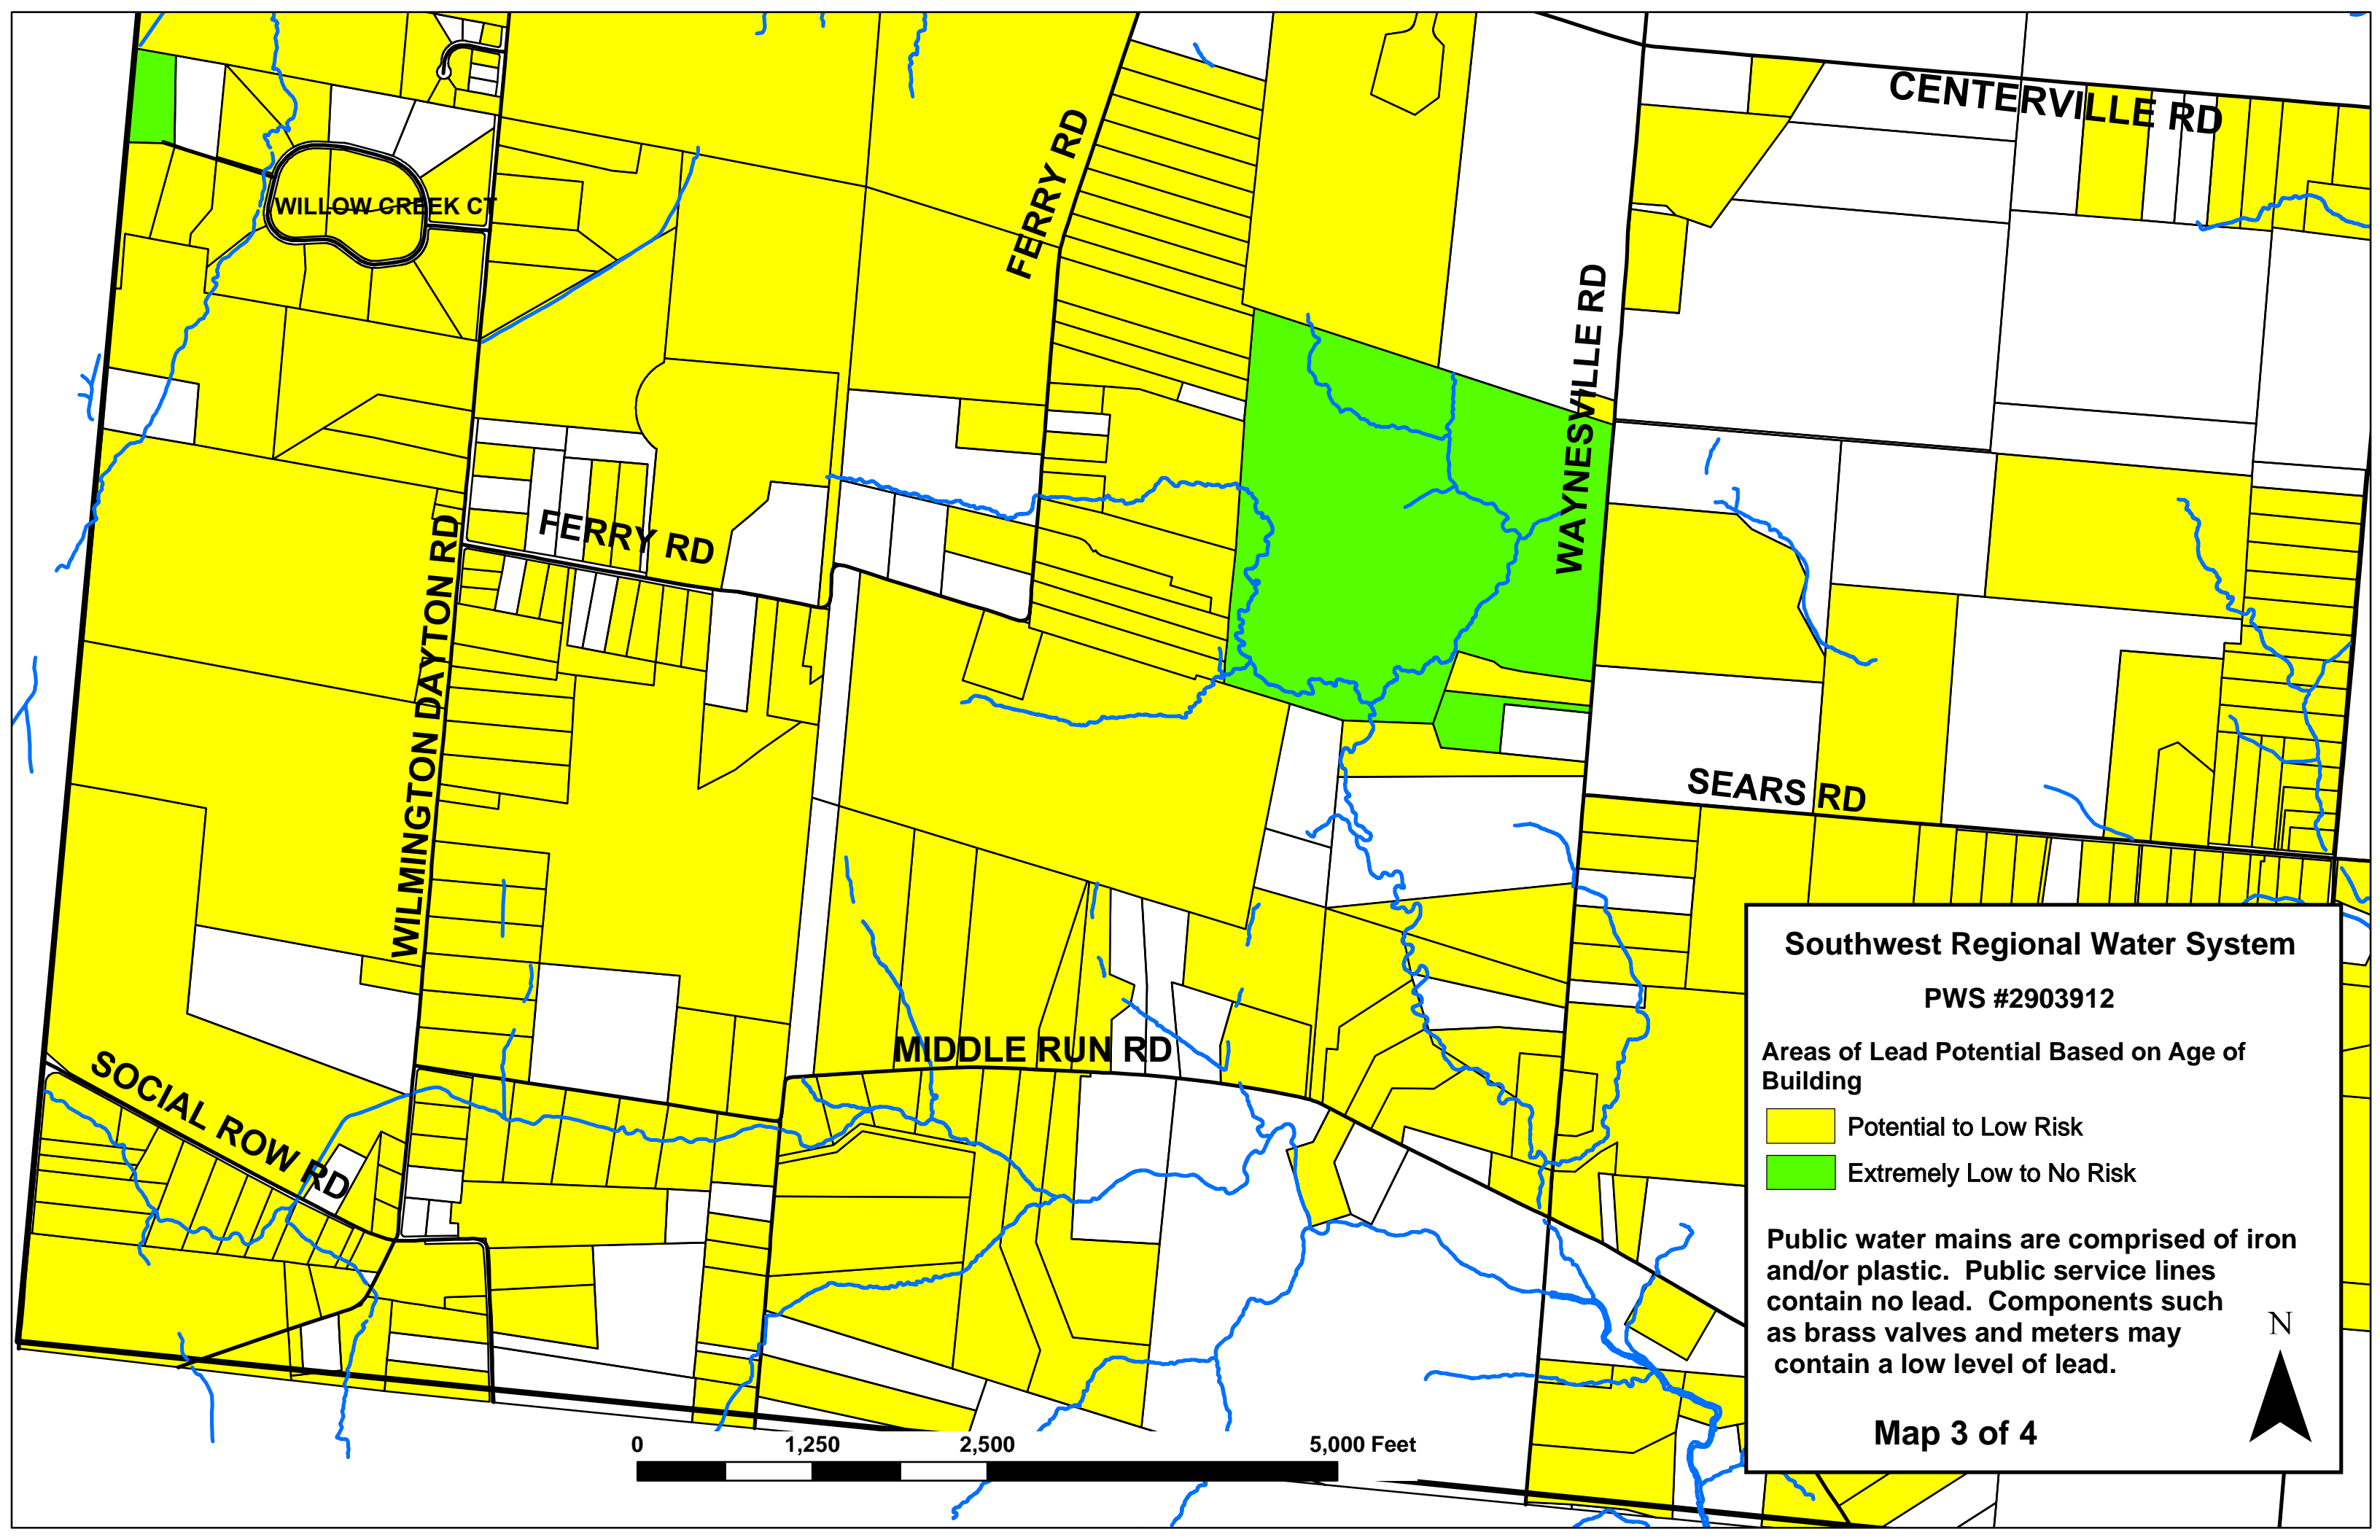 CENTERVILLE RD
FERRY RD
WILLOW CREEK CT
WAYNESVILLE RD
FERRY RD
WILMINGTON DAYTON RD
SEARS RD
MIDDLE RUN RD
SOCIAL ROW RD
Southwest Regional Water System
PWS #2903912
Areas of Lead Potential Based on Age of
Building
Potential to Low Risk
Extremely Low to No Risk
Public water mains are comprised of iron
and/or plastic.  Public service lines
contain no lead.  Components such
as brass valves and meters may
contain a low level of lead.
N
Map 3 of 4
0 1,250 2,500 5,000 Feet